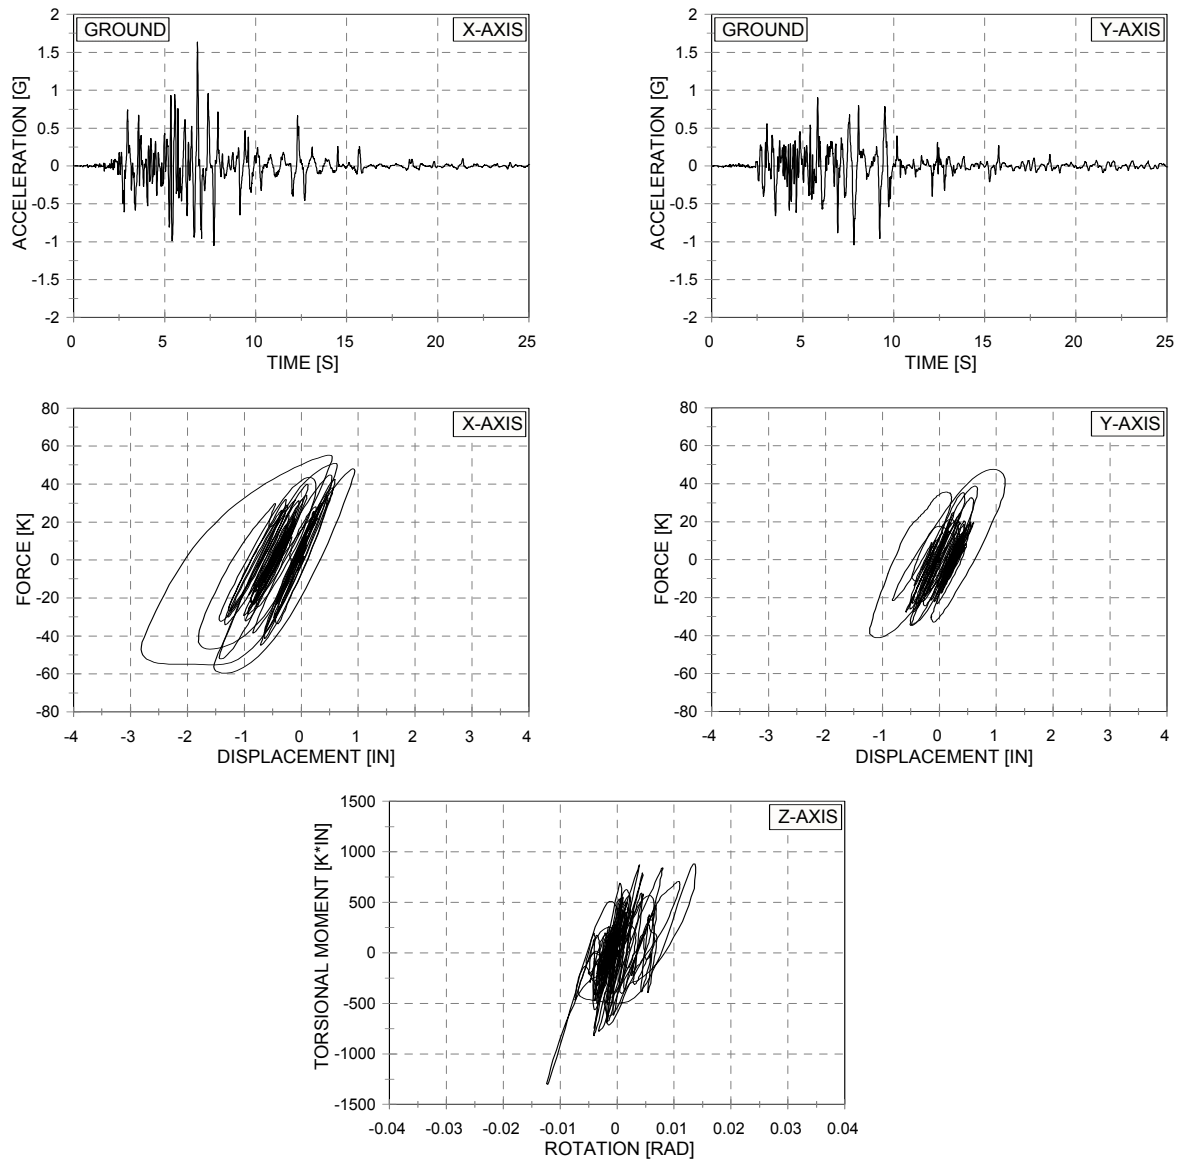 GROUND X-AXIS
2
1.5
1
0.5
0
-0.5
-1
-1.5
-2
ACCELERATION [G]
0 5 10 15 20 25
TIME [S]
GROUND Y-AXIS
2
1.5
1
0.5
0
-0.5
-1
-1.5
-2
ACCELERATION [G]
0 5 10 15 20 25
TIME [S]
X-AXIS
80
60
40
20
0
-20
-40
-60
-80
FORCE [K]
-4 -3 -2 -1 0 1 2 3 4
DISPLACEMENT [IN]
Y-AXIS
80
60
40
20
0
-20
-40
-60
-80
FORCE [K]
-4 -3 -2 -1 0 1 2 3 4
DISPLACEMENT [IN]
Z-AXIS
1500
1000
500
0
-500
-1000
-1500
TORSIONAL MOMENT [K*IN]
-0.04 -0.03 -0.02 -0.01 0 0.01 0.02 0.03 0.04
ROTATION [RAD]